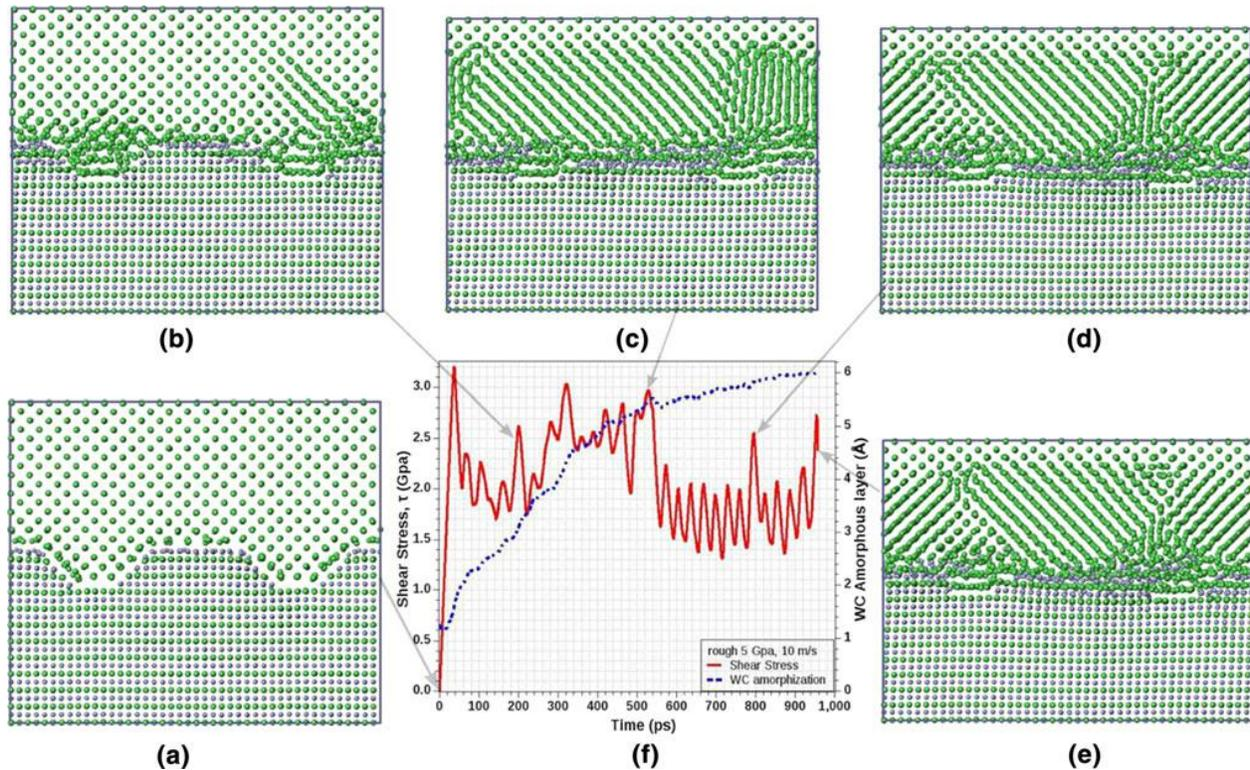 (b)
(c)
(d)
(a)
(f)
(e)
Shear Stress, τ (Gpa)
3.0
2.5
2.0
1.5
1.0
0.5
0.0
WC Amorphous layer (Å)
6
5
4
3
2
1
0
rough 5 Gpa, 10 m/s
Shear Stress
WC amorphization
0 100 200 300 400 500 600 700 800 900 1,000
Time (ps)